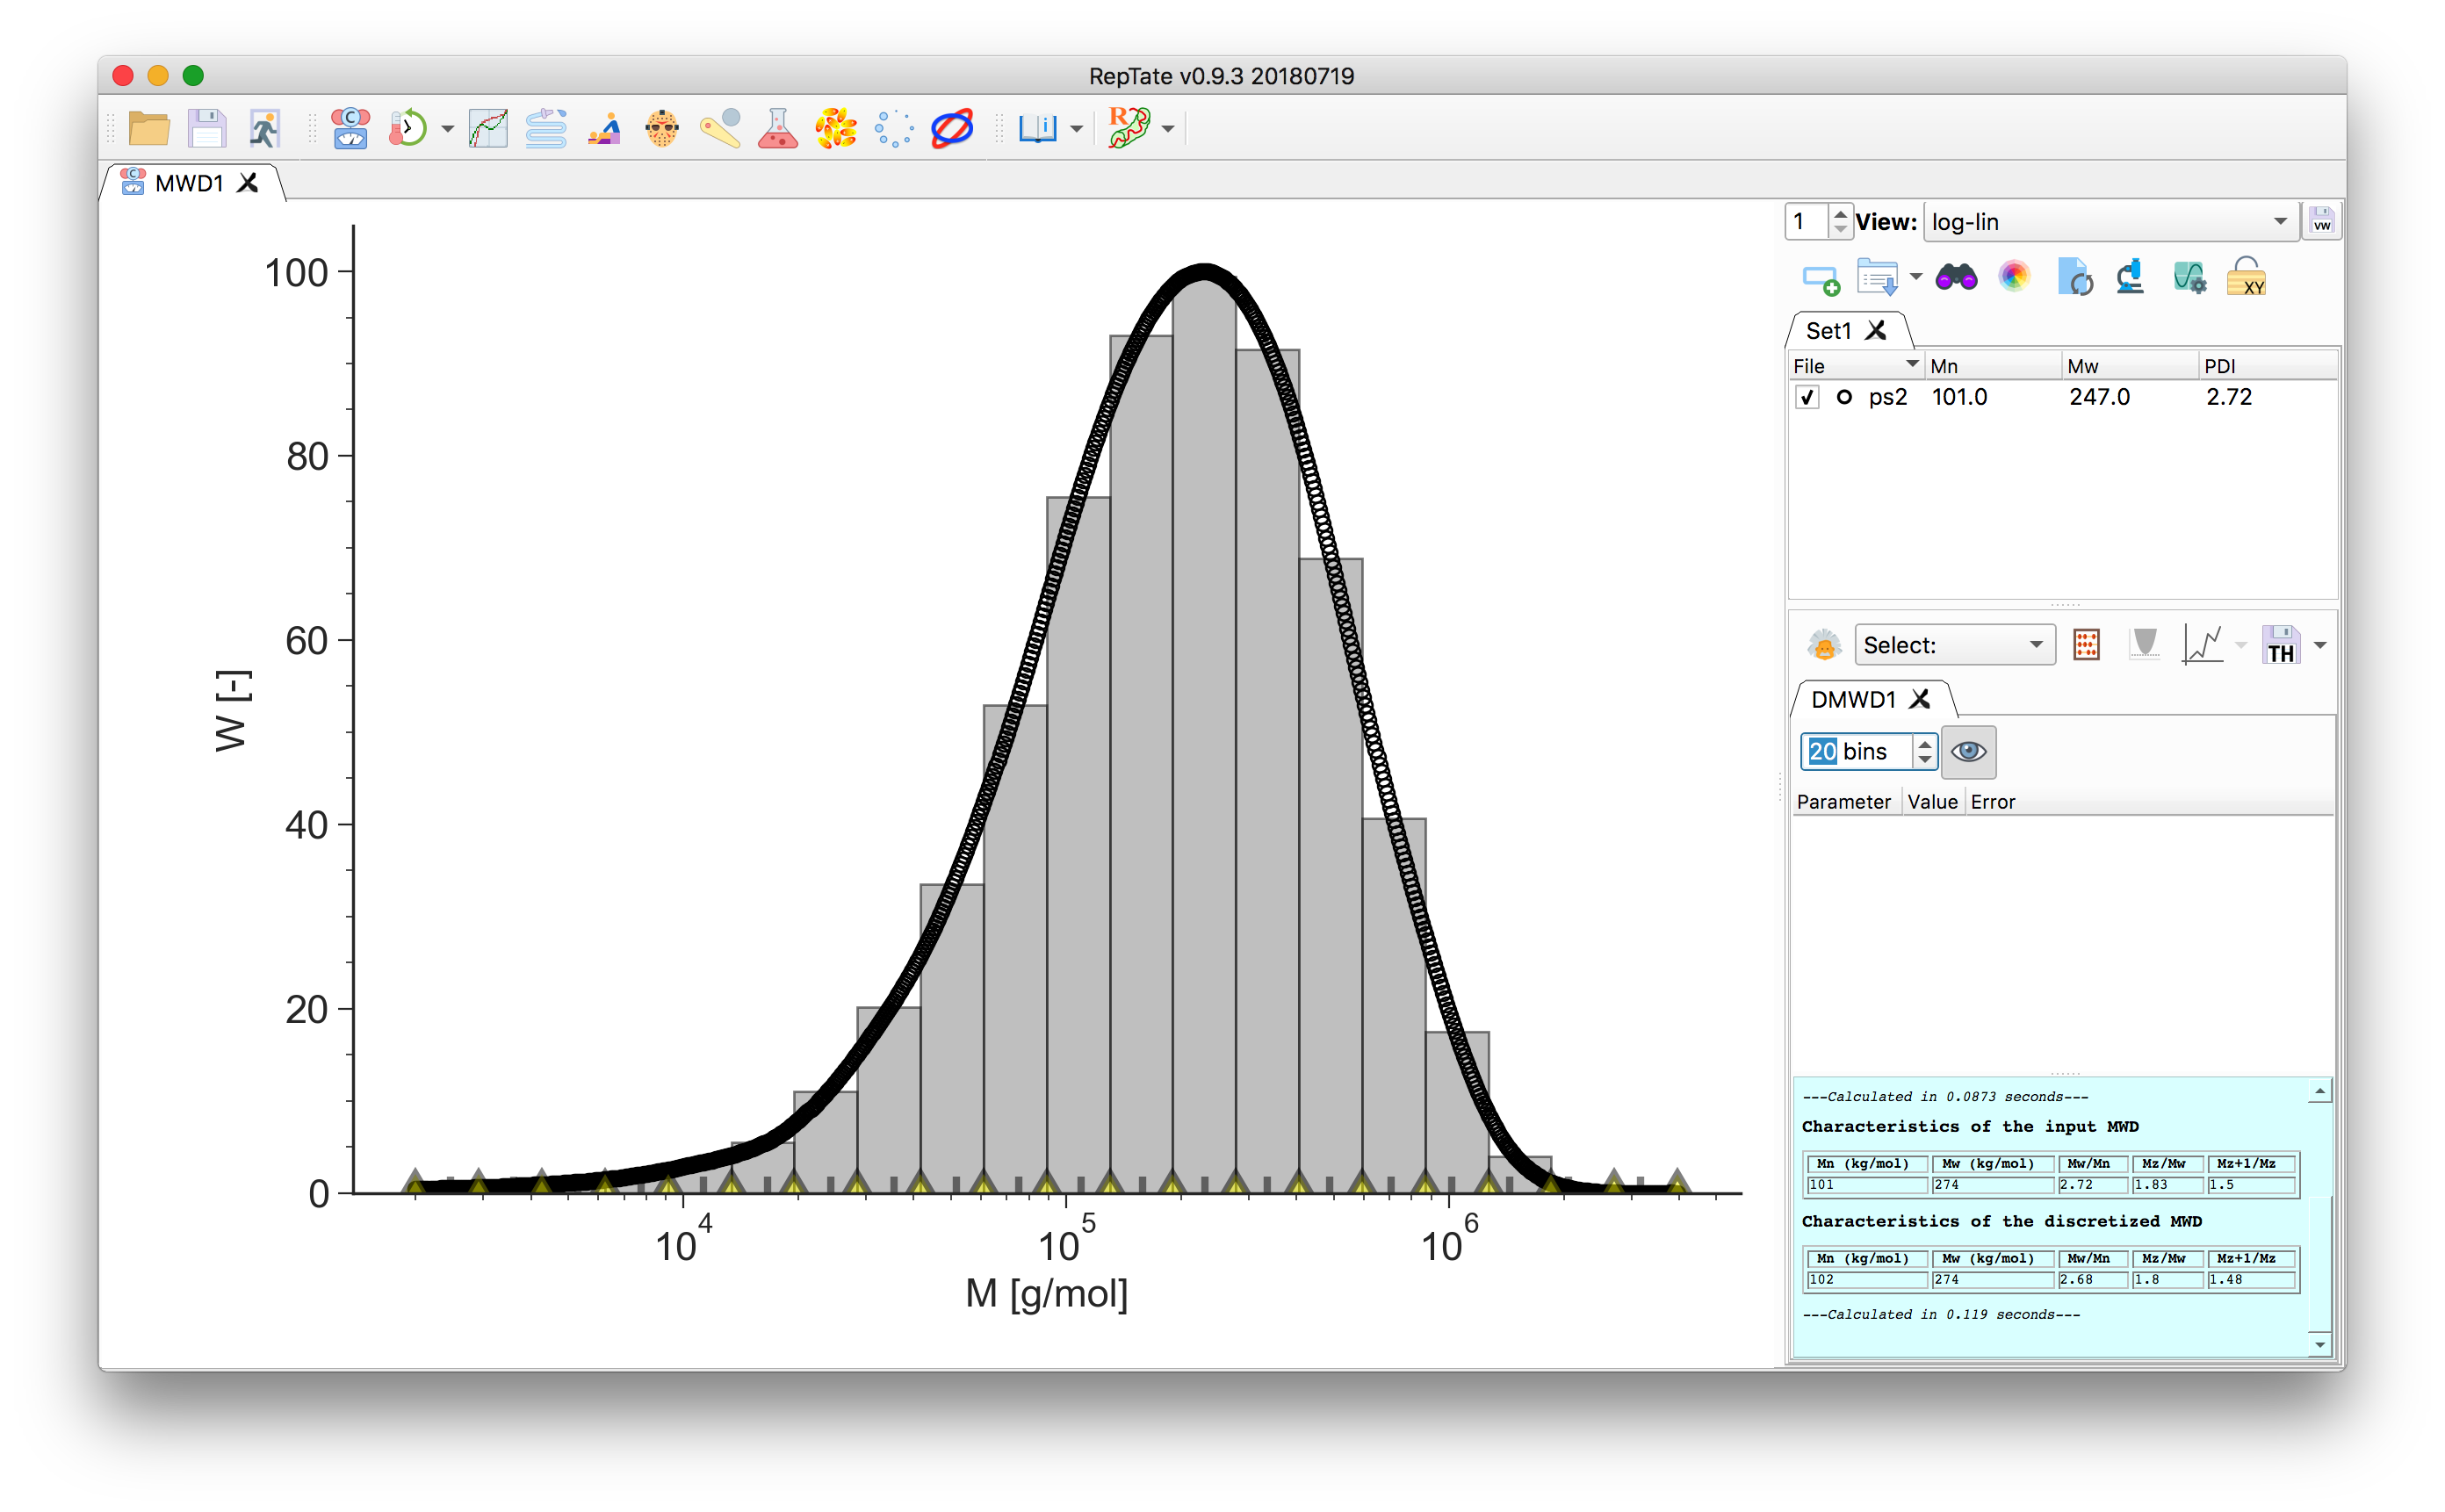 RepTate v0.9.3 20180719
MWD1
1 View: log-lin
VW
XY
Set1
File Mn Mw PDI
ps2 101.0 247.0 2.72
Select: TH
DMWD1
20 bins
Parameter Value Error
---Calculated in 0.0873 seconds---
Characteristics of the input MWD
Mn (kg/mol) Mw (kg/mol) Mw/Mn Mz/Mw Mz+1/Mz
101 274 2.72 1.83 1.5
Characteristics of the discretized MWD
Mn (kg/mol) Mw (kg/mol) Mw/Mn Mz/Mw Mz+1/Mz
102 274 2.68 1.8 1.48
---Calculated in 0.119 seconds---
100
80
60
40
20
0
W [-]
10^4 10^5 10^6
M [g/mol]
C
i
R
C